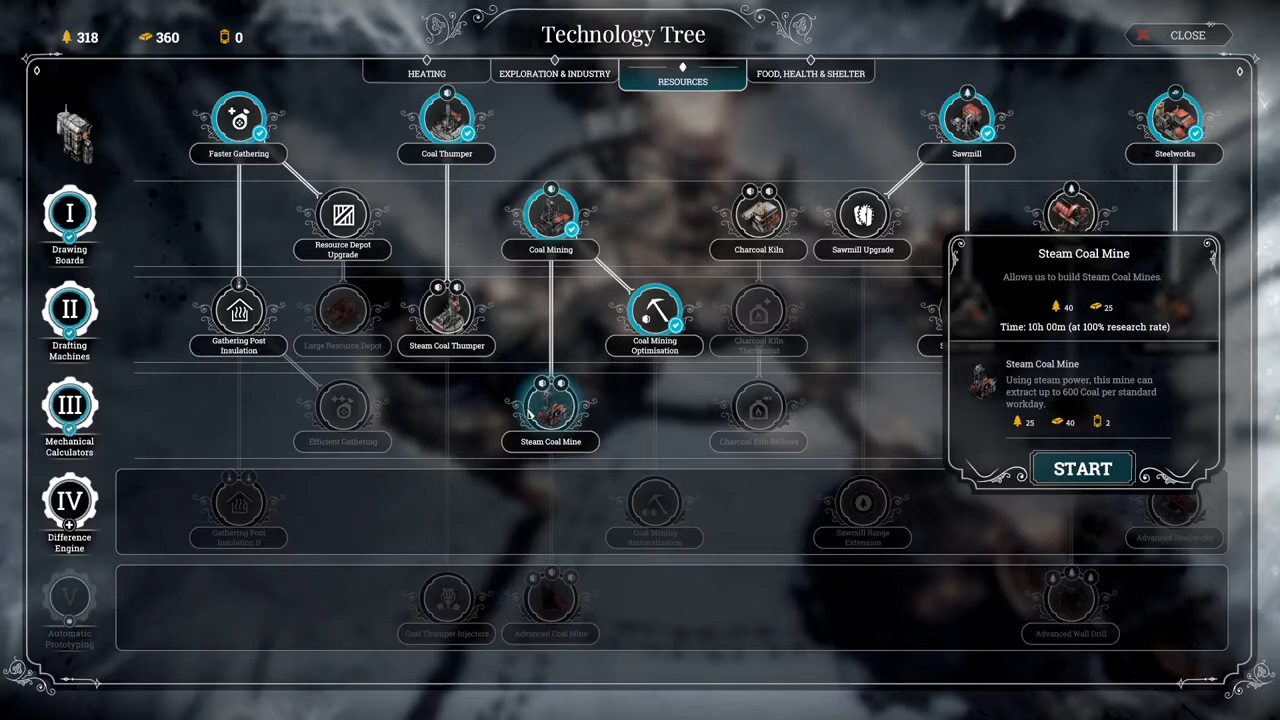 318 360 0
Technology Tree
CLOSE
HEATING
EXPLORATION & INDUSTRY
RESOURCES
FOOD, HEALTH & SHELTER
Faster Gathering
Coal Thumper
Sawmill
Steelworks
I
Drawing
Boards
Resource Depot
Upgrade
Coal Mining
Charcoal Kiln
Sawmill Upgrade
II
Drafting
Machines
Gathering Post
Insulation
Large Resource Depot
Steam Coal Thumper
Coal Mining
Optimisation
Charcoal Kiln
Thermostat
S
III
Mechanical
Calculators
Efficient Gathering
Steam Coal Mine
Charcoal Kiln Bellows
IV
Difference
Engine
Gathering Post
Insulation II
Coal Mining
Rationalisation
Sawmill Range
Extension
Advanced Steelworks
V
Automatic
Prototyping
Coal Thumper Injectors
Advanced Coal Mine
Advanced Wall Drill
Steam Coal Mine
Allows us to build Steam Coal Mines.
40 25
Time: 10h 00m (at 100% research rate)
Steam Coal Mine
Using steam power, this mine can
extract up to 600 Coal per standard
workday.
25 40 2
START